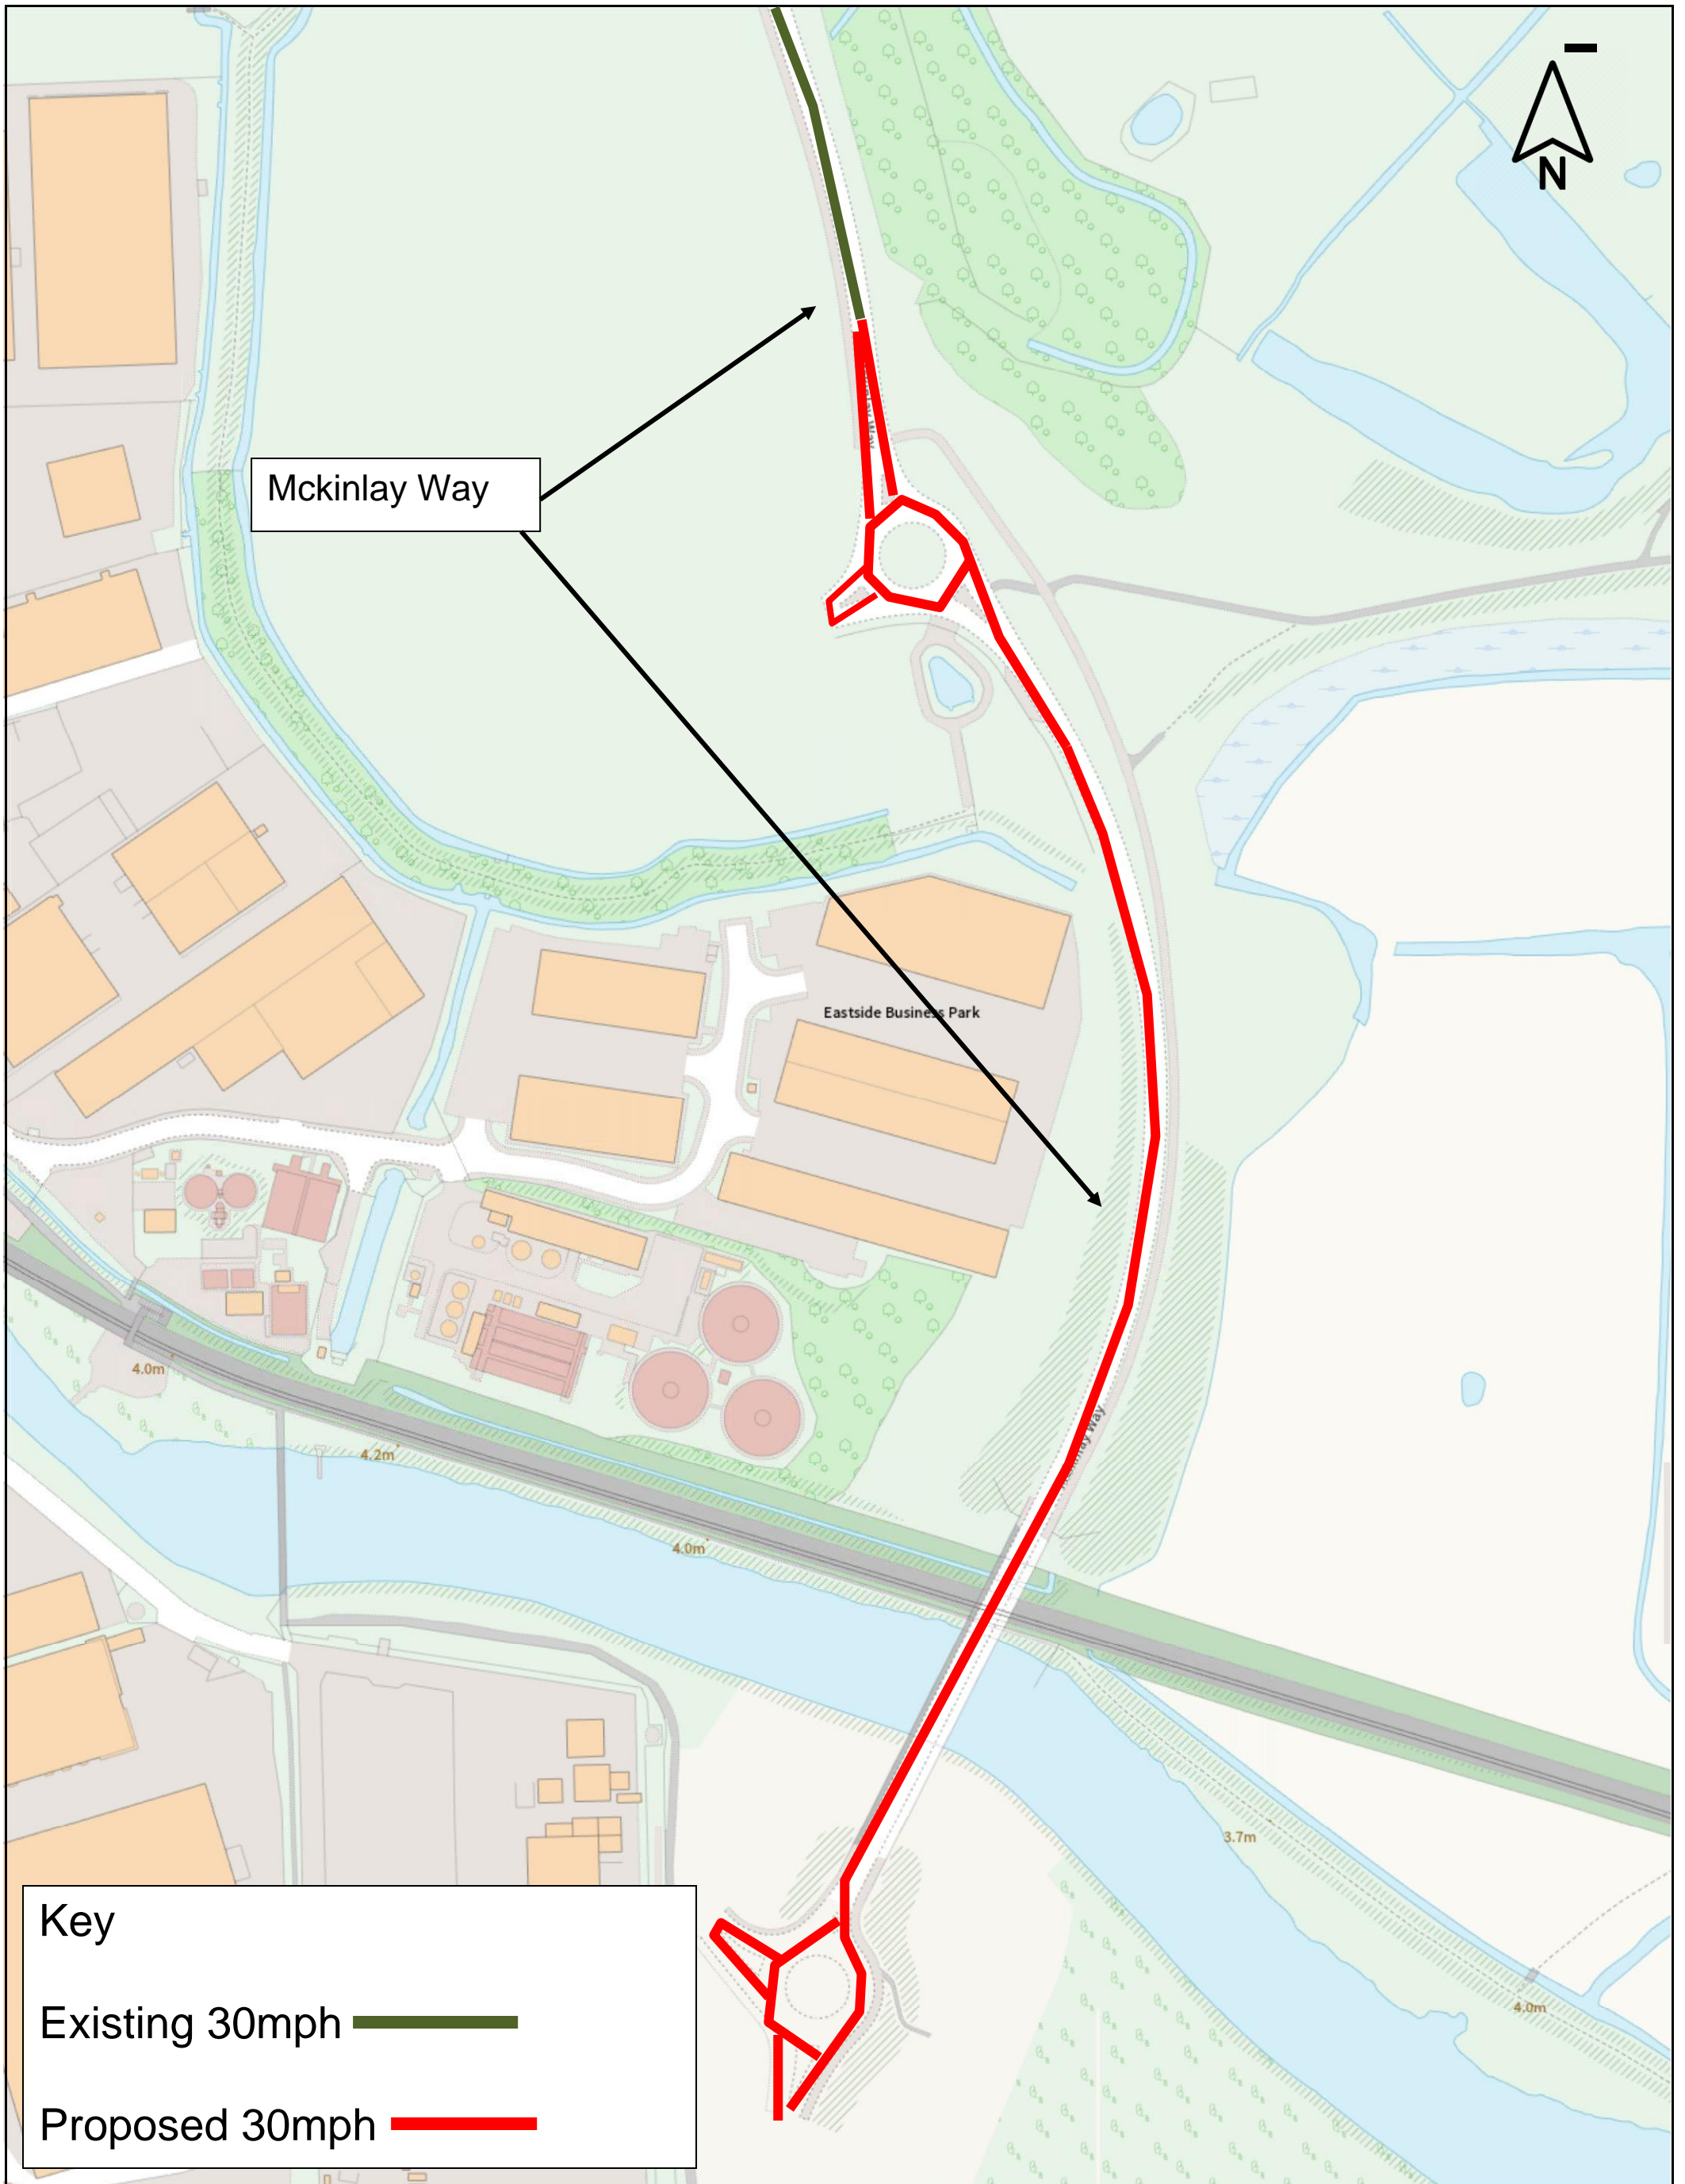 N
Mckinlay Way
Eastside Business Park
4.0m
4.2m
4.0m
Way
3.7m
4.0m
Key
Existing 30mph
Proposed 30mph